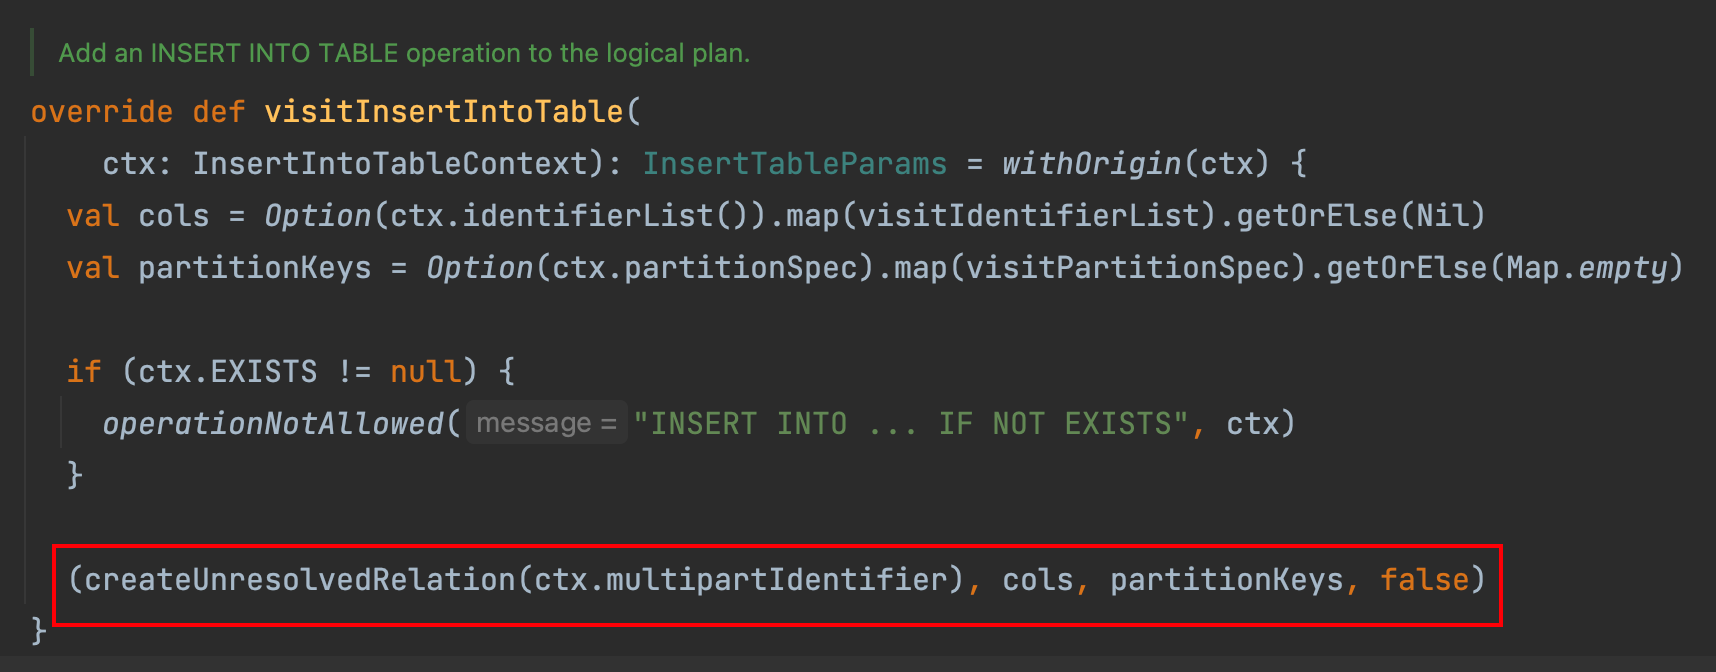 Add an INSERT INTO TABLE operation to the logical plan.
override def visitInsertIntoTable(
ctx: InsertIntoTableContext): InsertTableParams = withOrigin(ctx) {
val cols = Option(ctx.identifierList()).map(visitIdentifierList).getOrElse(Nil)
val partitionKeys = Option(ctx.partitionSpec).map(visitPartitionSpec).getOrElse(Map.empty)
if (ctx.EXISTS != null) {
operationNotAllowed( message = "INSERT INTO ... IF NOT EXISTS", ctx)
}
(createUnresolvedRelation(ctx.multipartIdentifier), cols, partitionKeys, false)
}